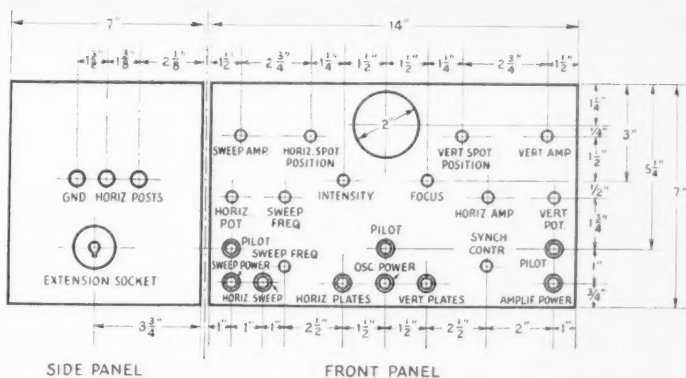 7" 14"
1 3/8" 1 3/8" 2 1/8" 1 1/2" 2 3/4" 1 1/4" 1 1/2" 1 1/2" 1 1/4" 2 3/4" 1 1/2"
1 1/4"
2"
1/4"
3"
SWEEP AMP. HORIZ. SPOT POSITION VERT SPOT POSITION VERT AMP
1 1/2"
5 1/4"
GND HORIZ POSTS INTENSITY FOCUS
1/2"
7"
HORIZ POT SWEEP FREQ HORIZ AMP VERT POT
1 3/4"
PILOT SWEEP FREQ PILOT SYNCH CONTR PILOT
EXTENSION SOCKET SWEEP POWER OSC POWER
1"
HORIZ SWEEP HORIZ PLATES VERT PLATES AMPLIF POWER
3/4"
3 3/4" 1" 1" 1" 2 1/2" 1 1/2" 1 1/2" 2 1/2" 2" 1"
SIDE PANEL FRONT PANEL